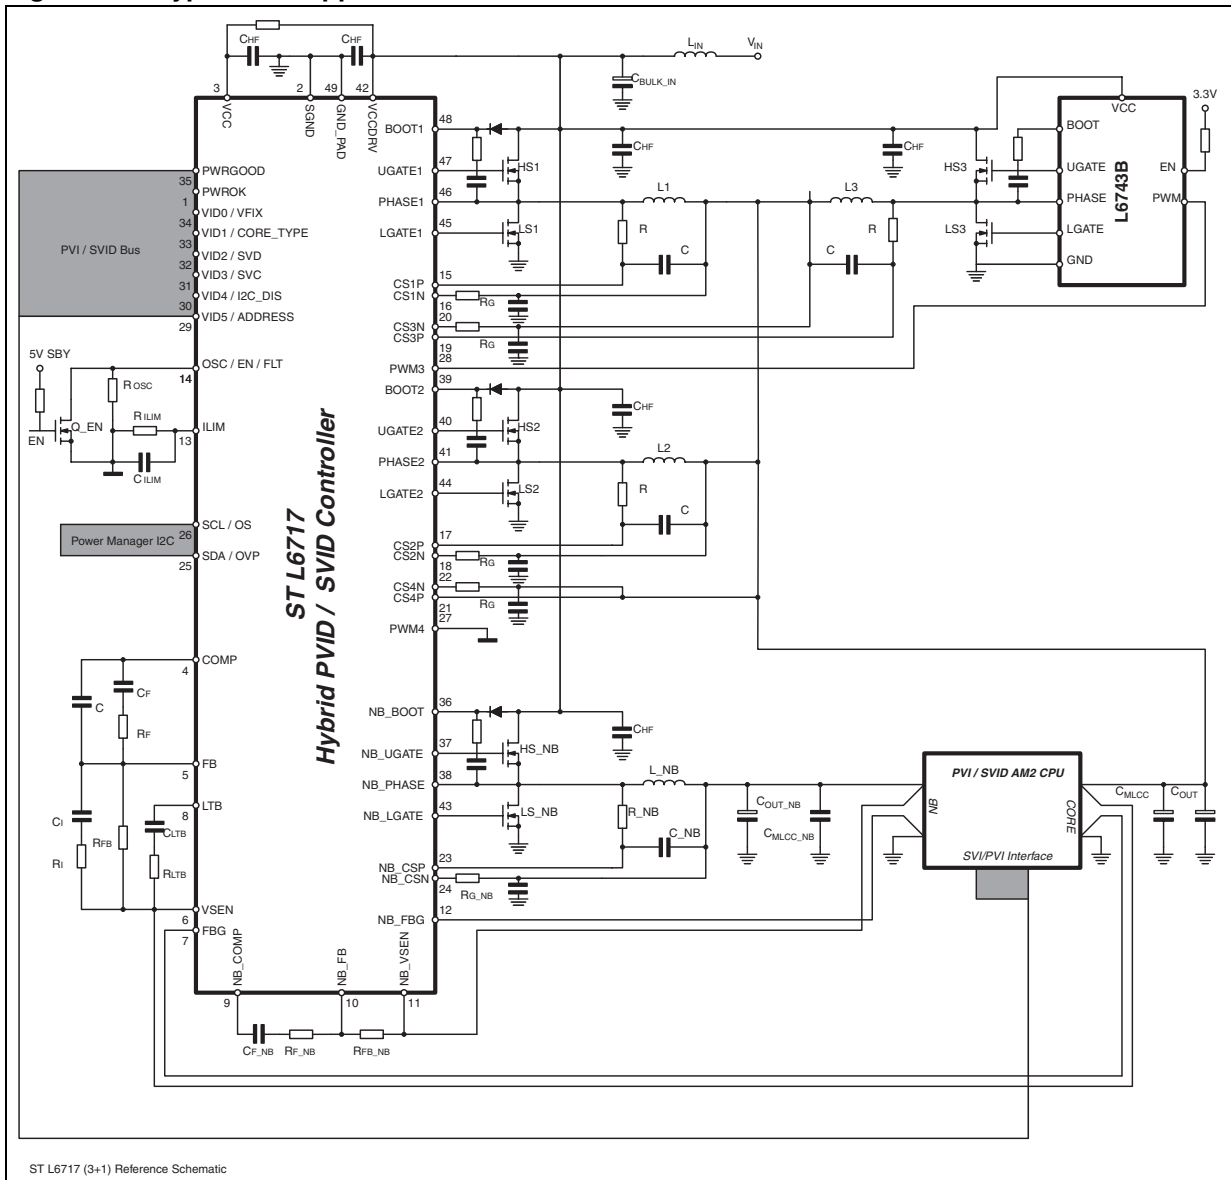 CHF
CHF
LIN
VIN
CBULK_IN
3
2
49
42
VCC
SGND
GND_PAD
VCCDRV
3.3V
VCC
BOOT
UGATE
PHASE
LGATE
GND
EN
PWM
L6743B
BOOT1
48
UGATE1
47
PHASE1
46
LGATE1
45
HS1
LS1
CHF
CHF
HS3
LS3
L1
L3
R
C
R
C
PWRGOOD
35
PWROK
1
VID0 / VFIX
34
VID1 / CORE_TYPE
33
VID2 / SVD
32
VID3 / SVC
31
VID4 / I2C_DIS
30
VID5 / ADDRESS
29
PVI / SVID Bus
15
CS1P
CS1N
16
RG
20
CS3N
CS3P
19
RG
28
PWM3
39
BOOT2
5V SBY
OSC / EN / FLT
14
ROSC
RILIM
Q_EN
EN
ILIM
13
CILIM
UGATE2
40
PHASE2
41
LGATE2
44
HS2
LS2
CHF
L2
R
C
ST L6717
Hybrid PVID / SVID Controller
Power Manager I2C
SCL / OS
26
SDA / OVP
25
17
CS2P
CS2N
18
RG
22
CS4N
CS4P
21
RG
27
PWM4
COMP
4
CF
C
RF
FB
5
LTB
8
CI
CLTB
RFB
RI
RLTB
VSEN
6
FBG
7
NB_BOOT
36
NB_UGATE
37
NB_PHASE
38
NB_LGATE
43
HS_NB
LS_NB
CHF
L_NB
R_NB
C_NB
COUT_NB
CMLCC_NB
23
NB_CSP
NB_CSN
24
RG_NB
12
NB_FBG
PVI / SVID AM2 CPU
NB
CORE
SVI/PVI Interface
CMLCC
COUT
NB_COMP
NB_FB
NB_VSEN
9
10
11
CF_NB
RF_NB
RFB_NB
ST L6717 (3+1) Reference Schematic